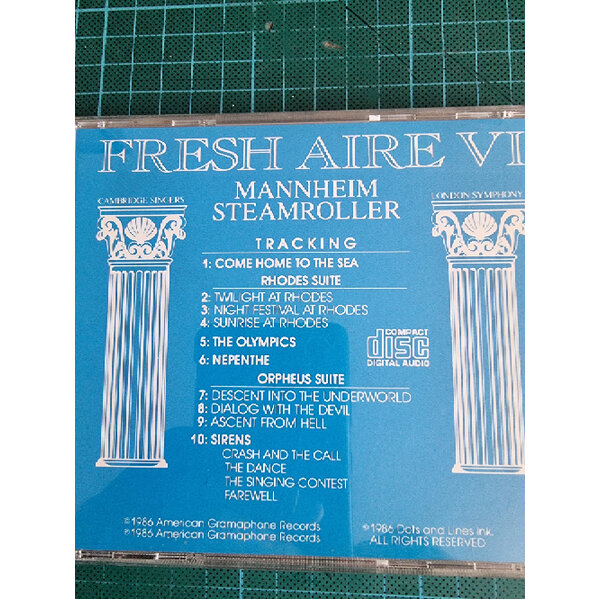 FRESH AIRE VI
MANNHEIM
STEAMROLLER
CAMBRIDGE SINGERS
LONDON SYMPHONY
TRACKING
1: COME HOME TO THE SEA
RHODES SUITE
2: TWILIGHT AT RHODES
3: NIGHT FESTIVAL AT RHODES
4: SUNRISE AT RHODES
5: THE OLYMPICS
6: NEPENTHE
COMPACT
disc
DIGITAL AUDIO
ORPHEUS SUITE
7: DESCENT INTO THE UNDERWORLD
8: DIALOG WITH THE DEVIL
9: ASCENT FROM HELL
10: SIRENS
CRASH AND THE CALL
THE DANCE
THE SINGING CONTEST
FAREWELL
℗1986 American Gramaphone Records
©1986 American Gramaphone Records
©1986 Dots and Lines Ink.
ALL RIGHTS RESERVED